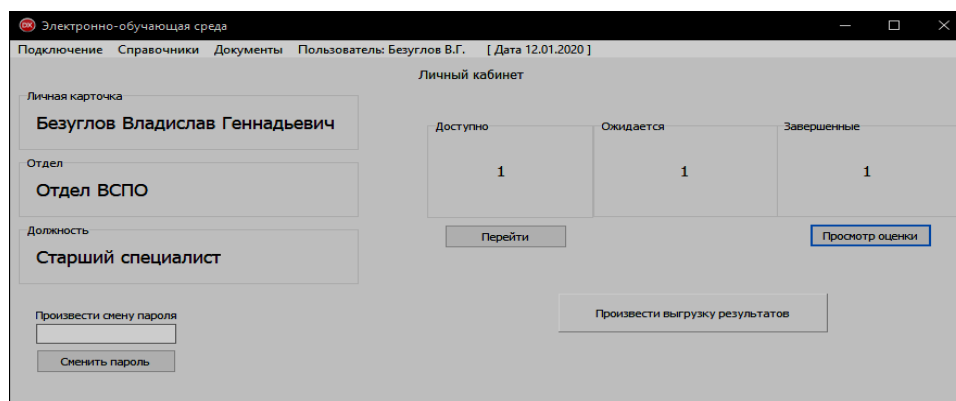 Электронно-обучающая среда
Подключение Справочники Документы Пользователь: Безуглов В.Г. [ Дата 12.01.2020 ]
Личный кабинет
Личная карточка
Безуглов Владислав Геннадьевич
Отдел
Отдел ВСПО
Должность
Старший специалист
Произвести смену пароля
Сменить пароль
Доступно Ожидается Завершенные
1 1 1
Перейти Просмотр оценки
Произвести выгрузку результатов